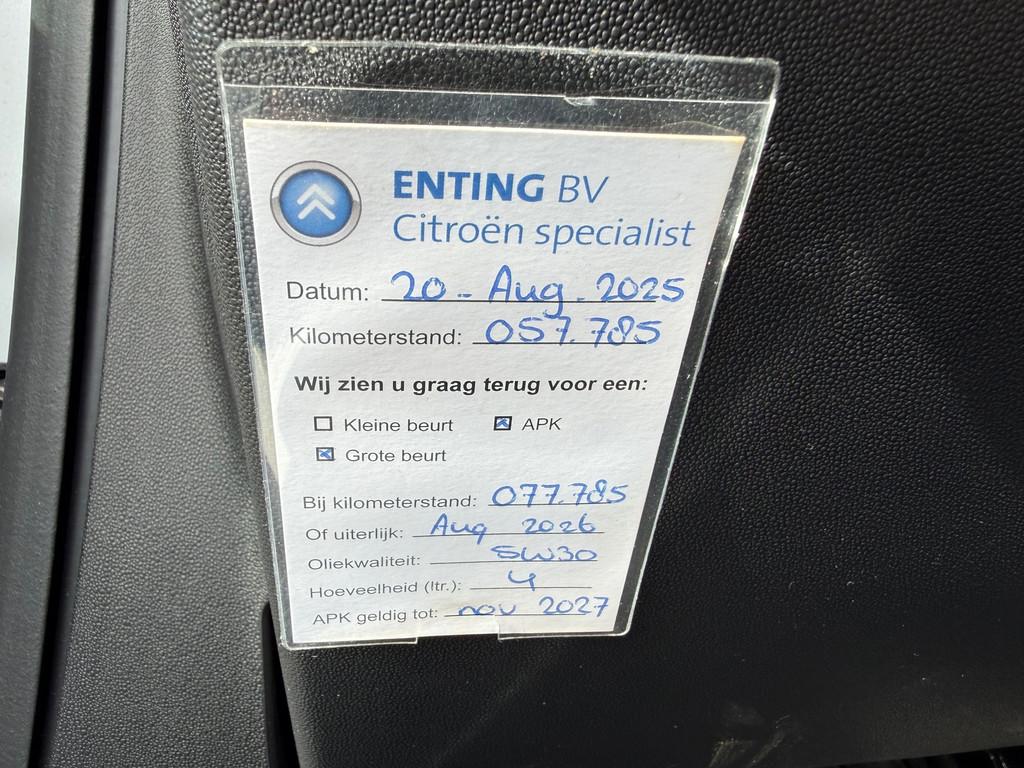 ENTING BV
Citroën specialist
Datum: 20 - Aug - 2025
Kilometerstand: 057.785
Wij zien u graag terug voor een:
Kleine beurt APK
Grote beurt
Bij kilometerstand: 077.785
Of uiterlijk: Aug 2026
Oliekwaliteit: 5W30
Hoeveelheid (ltr.): 4
APK geldig tot: nov 2027